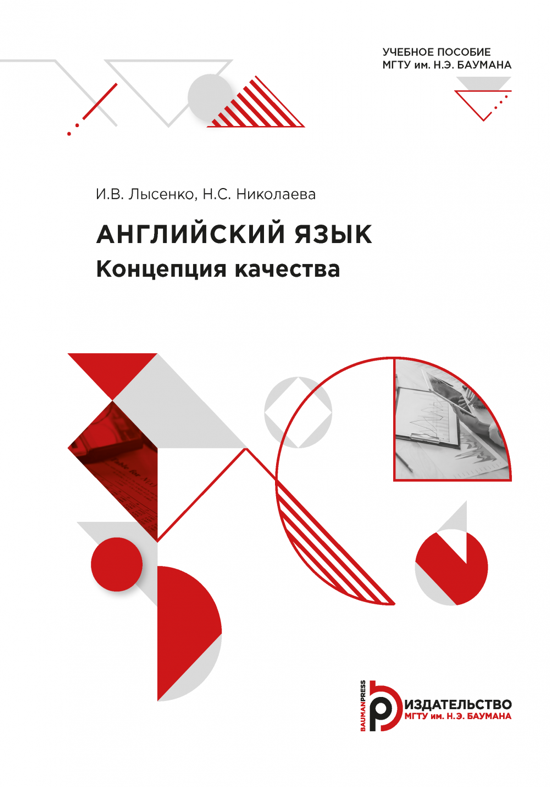 УЧЕБНОЕ ПОСОБИЕ
МГТУ им. Н.Э. БАУМАНА
И.В. Лысенко, Н.С. Николаева
АНГЛИЙСКИЙ ЯЗЫК
Концепция качества
BAUMANPRESS
ИЗДАТЕЛЬСТВО
МГТУ им. Н.Э. БАУМАНА